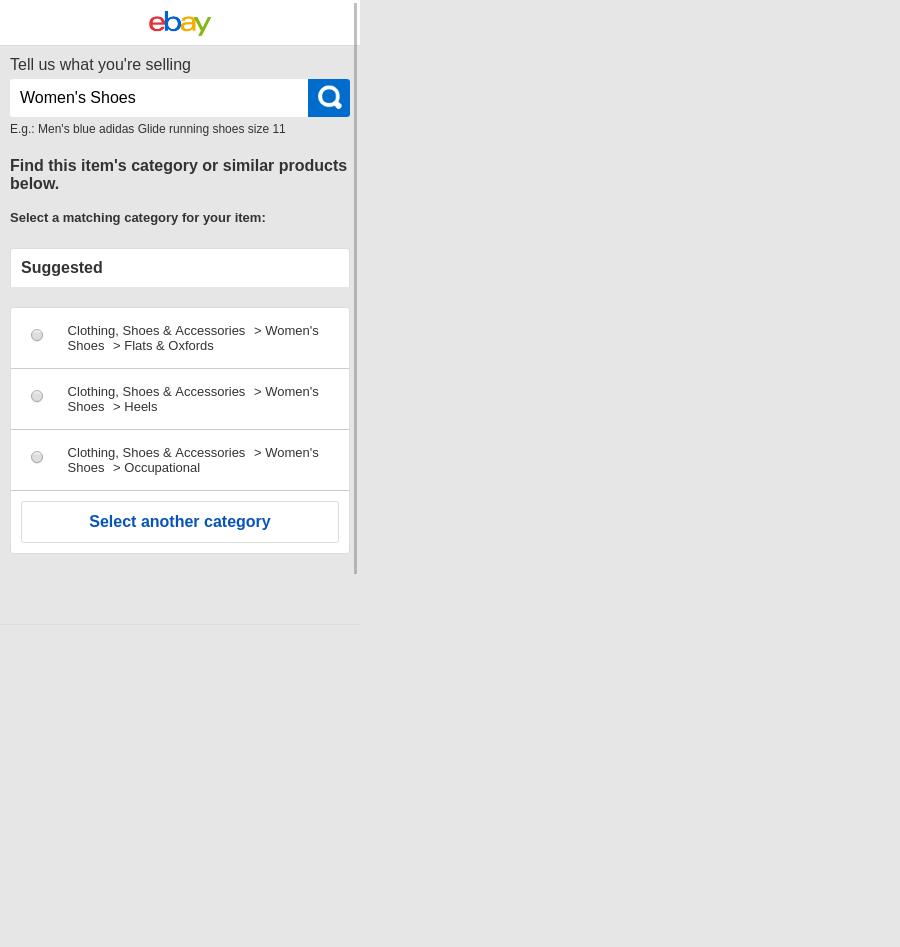 ebay
Tell us what you're selling
Women's Shoes
E.g.: Men's blue adidas Glide running shoes size 11
Find this item's category or similar products
below.
Select a matching category for your item:
Suggested
Clothing, Shoes & Accessories > Women's
Shoes > Flats & Oxfords
Clothing, Shoes & Accessories > Women's
Shoes > Heels
Clothing, Shoes & Accessories > Women's
Shoes > Occupational
Select another category